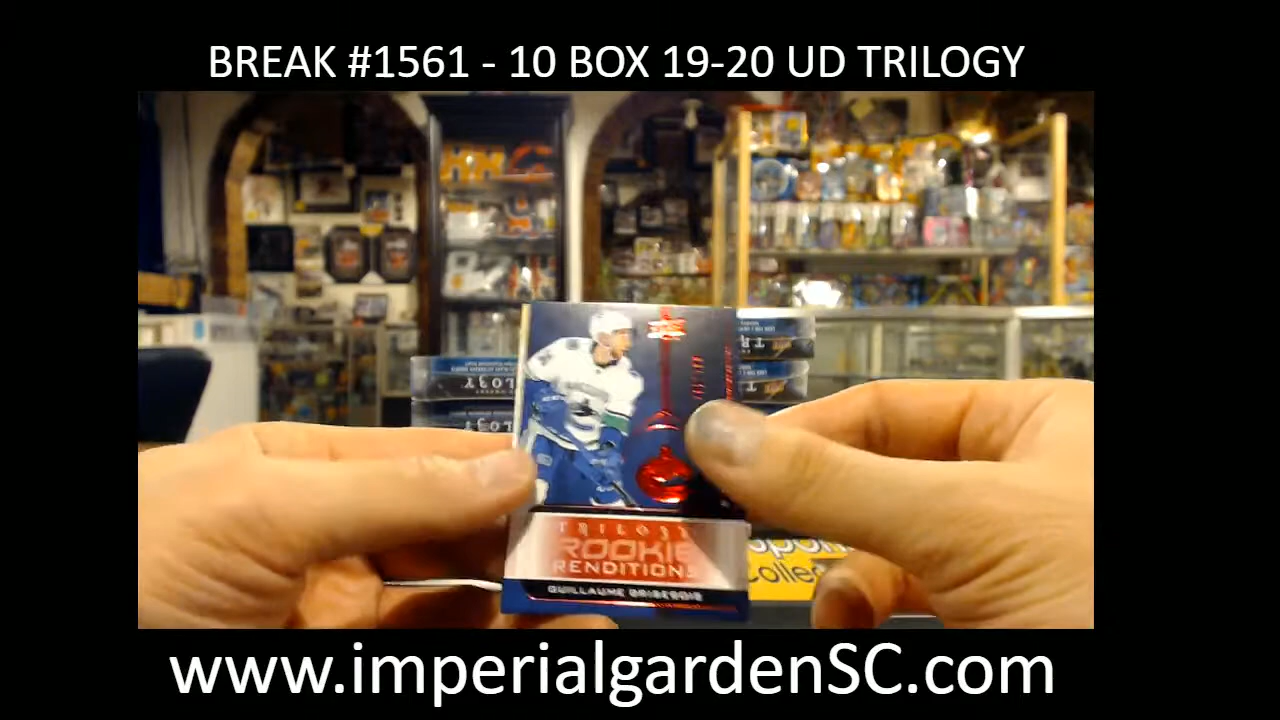 BREAK #1561 - 10 BOX 19-20 UD TRILOGY
TRILOGY
ROOKIE
RENDITIONS
GUILLAUME BRISEBOIS
www.imperialgardenSC.com